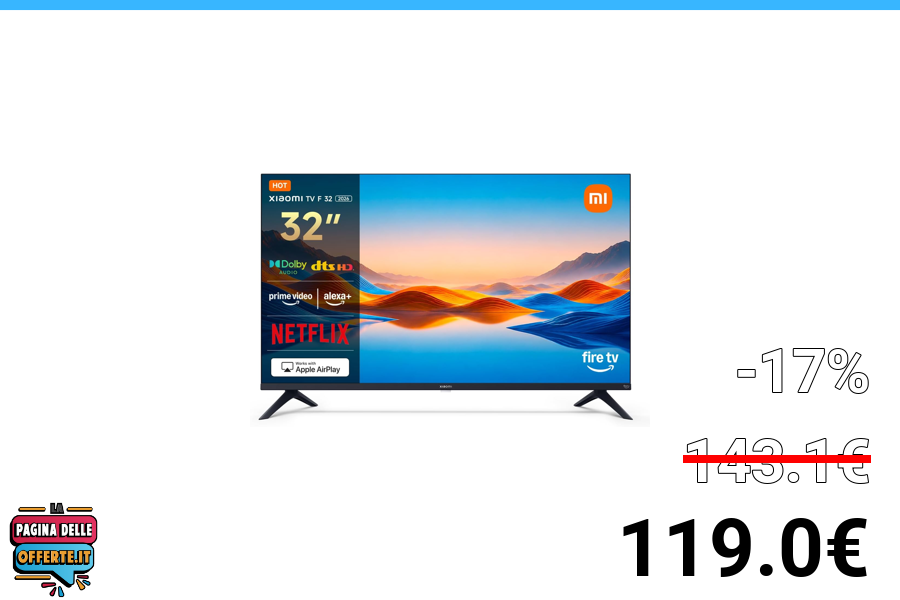 HOT
xiaomi TV F 32 2026
32"
Dolby
AUDIO
dts HD
prime video
alexa+
NETFLIX
Works with
Apple AirPlay
mi
fire tv
xiaomi
-17%
143.1€
119.0€
LA
PAGINA DELLE
OFFERTE.IT